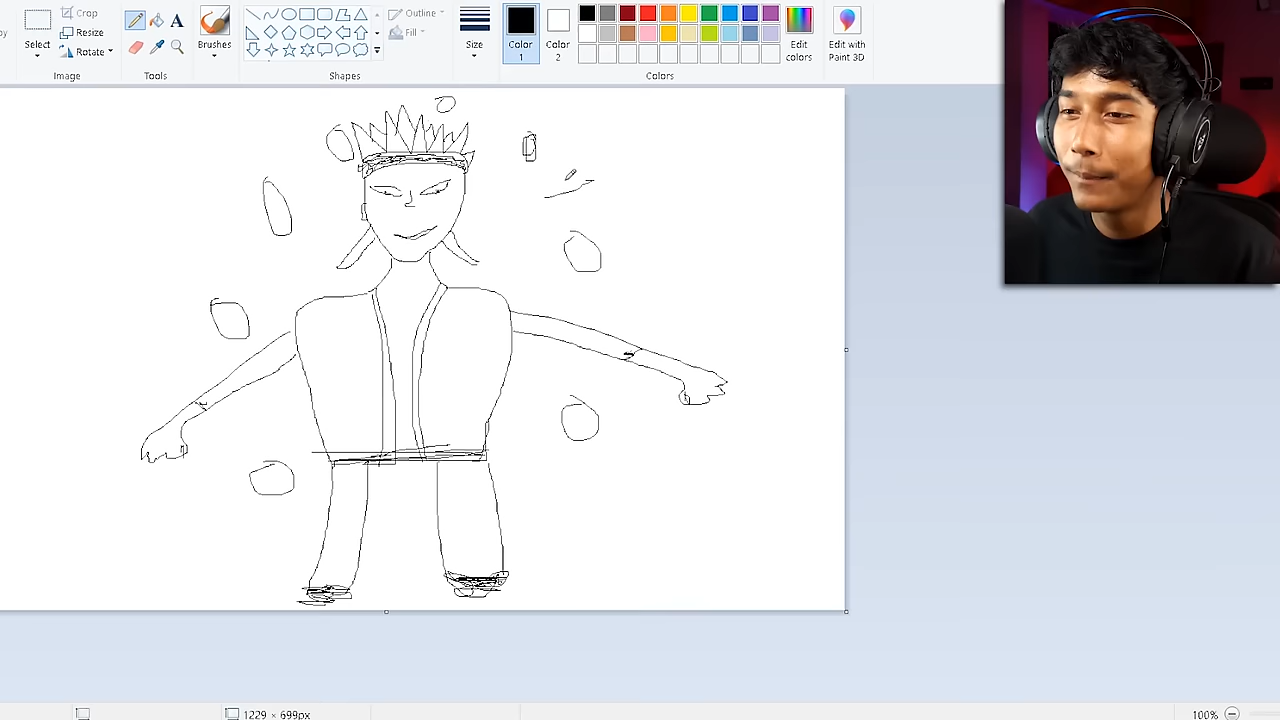 Crop
Resize
Rotate
Select
Image
A
Tools
Brushes
Shapes
Outline
Fill
Size
Color
1
Color
2
Colors
Edit
colors
Edit with
Paint 3D
1229 × 699px
100%